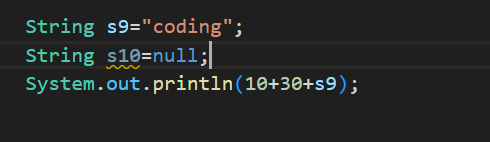 String s9="coding";
String s10=null;
System.out.println(10+30+s9);